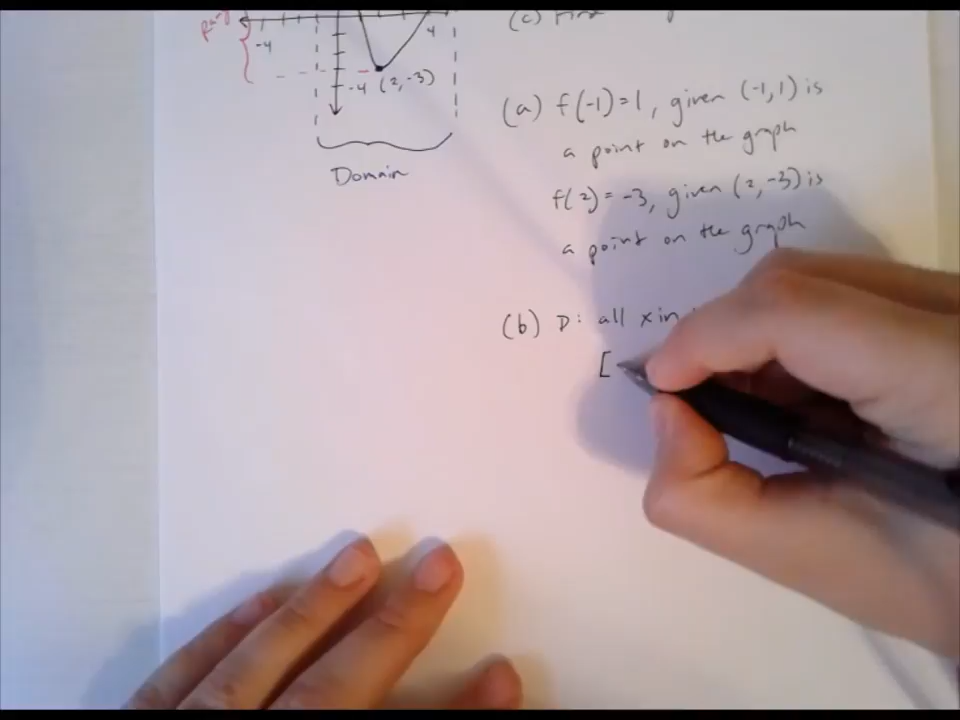 -4
4
-4 (2,-3)
Domain
(c) Find
(a) f(-1)=1, given (-1,1) is
a point on the graph
f(2)=-3, given (2,-3) is
a point on the graph
(b) D: all x in
[